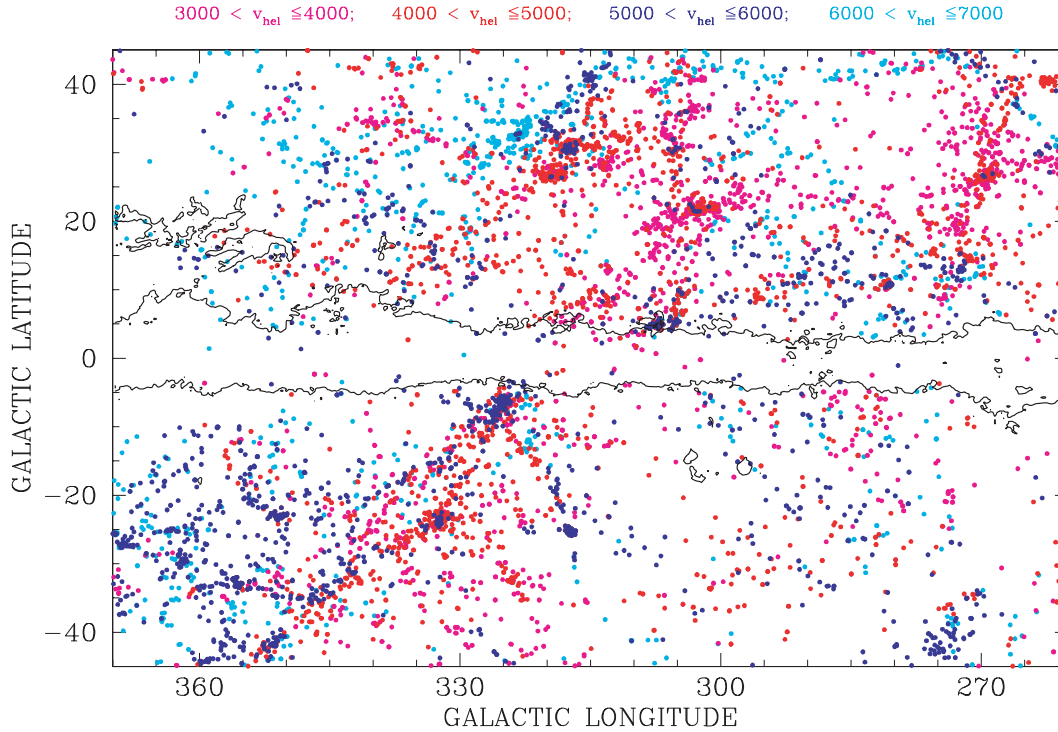 3000 < v_hel ≦4000; 4000 < v_hel ≦5000; 5000 < v_hel ≦6000; 6000 < v_hel ≦7000
40
20
0
−20
−40
GALACTIC LATITUDE
360 330 300 270
GALACTIC LONGITUDE